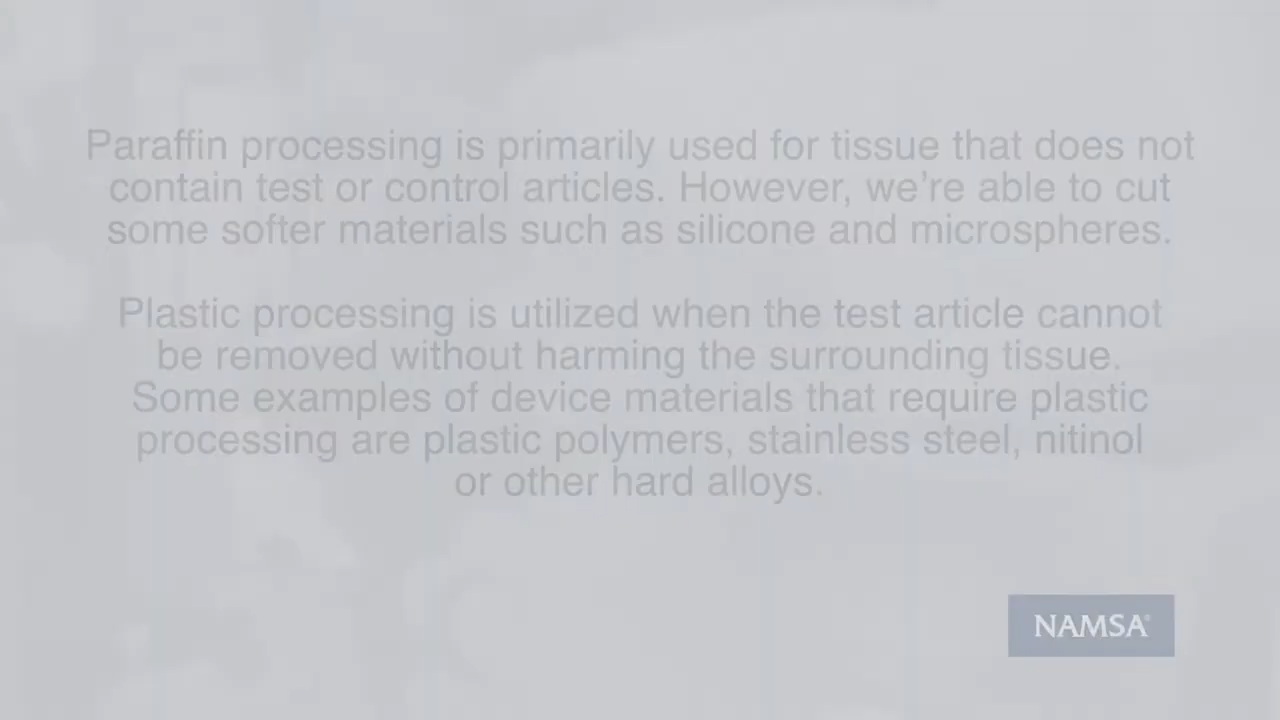 Paraffin processing is primarily used for tissue that does not
contain test or control articles. However, we’re able to cut
some softer materials such as silicone and microspheres.
Plastic processing is utilized when the test article cannot
be removed without harming the surrounding tissue.
Some examples of device materials that require plastic
processing are plastic polymers, stainless steel, nitinol
or other hard alloys.
NAMSA®